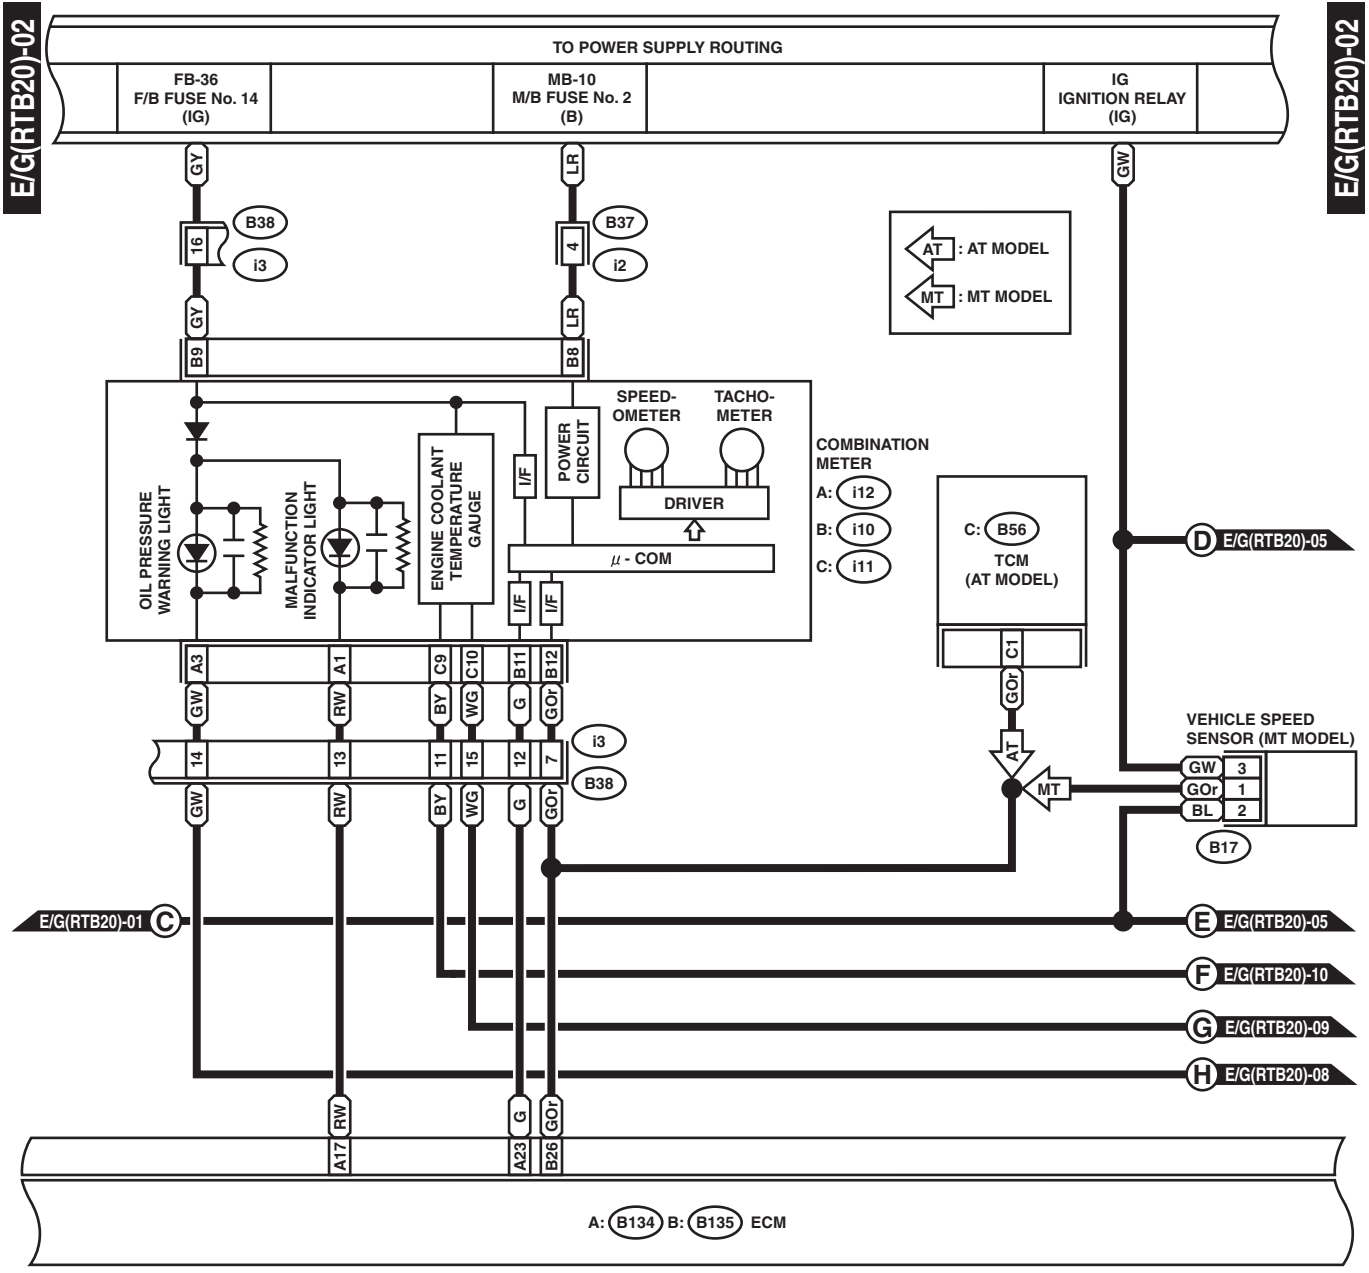 E/G(RTB20)-02
E/G(RTB20)-02
TO POWER SUPPLY ROUTING
FB-36
F/B FUSE No. 14
(IG)
MB-10
M/B FUSE No. 2
(B)
IG
IGNITION RELAY
(IG)
GY
LR
GW
16
B38
i3
4
B37
i2
AT : AT MODEL
MT : MT MODEL
GY
LR
B9
B8
OIL PRESSURE
WARNING LIGHT
MALFUNCTION
INDICATOR LIGHT
ENGINE COOLANT
TEMPERATURE
GAUGE
I/F
POWER
CIRCUIT
SPEED-
OMETER
TACHO-
METER
DRIVER
μ - COM
I/F
I/F
COMBINATION
METER
A: i12
B: i10
C: i11
C: B56
TCM
(AT MODEL)
C1
GOr
AT
MT
D E/G(RTB20)-05
VEHICLE SPEED
SENSOR (MT MODEL)
GW 3
GOr 1
BL 2
B17
A3 A1 C9 C10 B11 B12
GW RW BY WG G GOr
14 13 11 15 12 7
i3
B38
GW RW BY WG G GOr
E/G(RTB20)-01 C
E E/G(RTB20)-05
F E/G(RTB20)-10
G E/G(RTB20)-09
H E/G(RTB20)-08
RW G GOr
A17 A23 B26
A: B134 B: B135 ECM